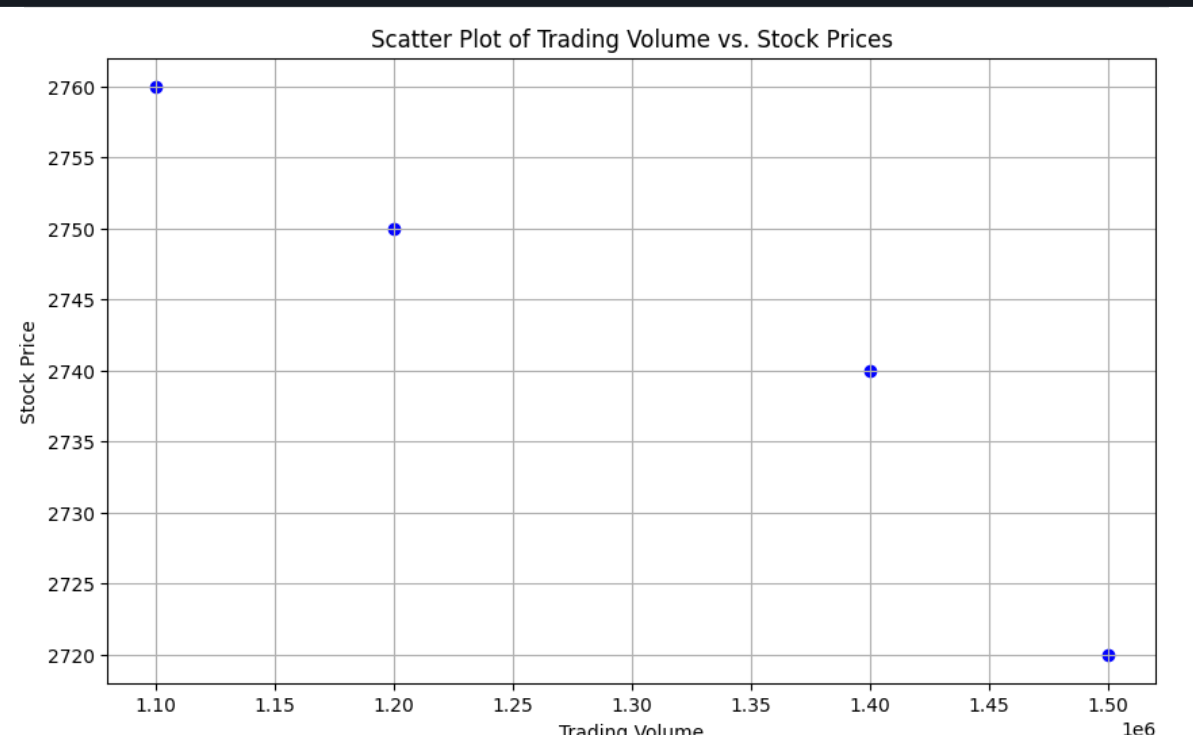 Scatter Plot of Trading Volume vs. Stock Prices
2760
2755
2750
2745
2740
2735
2730
2725
2720
Stock Price
1.10 1.15 1.20 1.25 1.30 1.35 1.40 1.45 1.50
Trading Volume
1e6